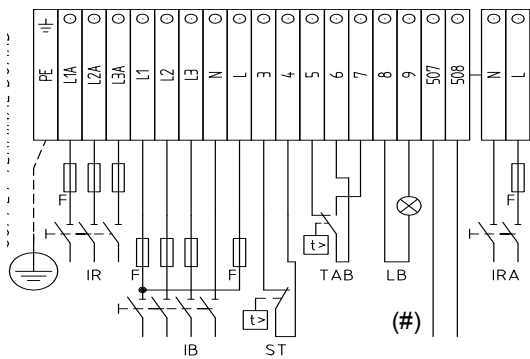 PE L1A L2A L3A L1 L2 L3 N L 3 4 5 6 7 8 9 507 508 N L
F F F F
t> TAB LB
IR IRA
t>
(#)
IB ST